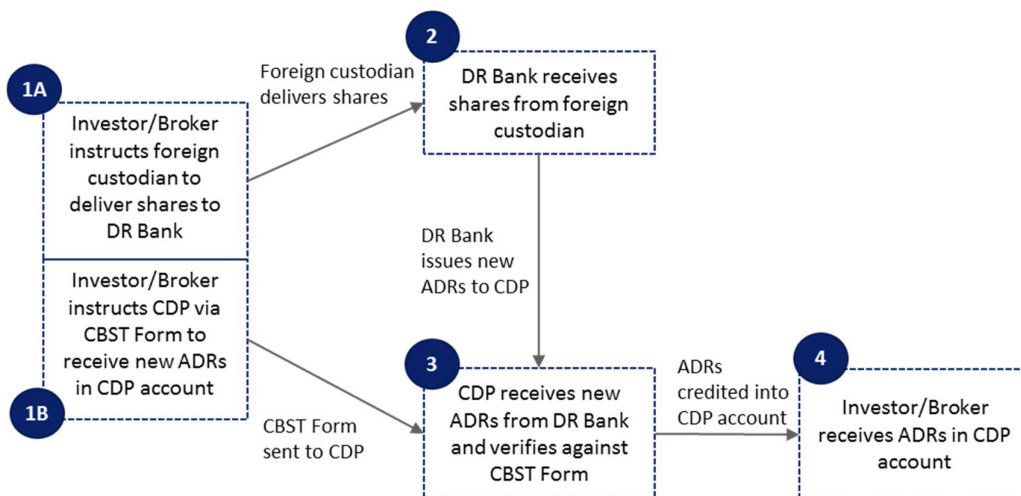 1A
Investor/Broker
instructs foreign
custodian to
deliver shares to
DR Bank
Investor/Broker
instructs CDP via
CBST Form to
receive new ADRs
in CDP account
1B
Foreign custodian
delivers shares
2
DR Bank receives
shares from foreign
custodian
DR Bank
issues new
ADRs to CDP
CBST Form
sent to CDP
3
CDP receives new
ADRs from DR Bank
and verifies against
CBST Form
ADRs
credited into
CDP account
4
Investor/Broker
receives ADRs in CDP
account